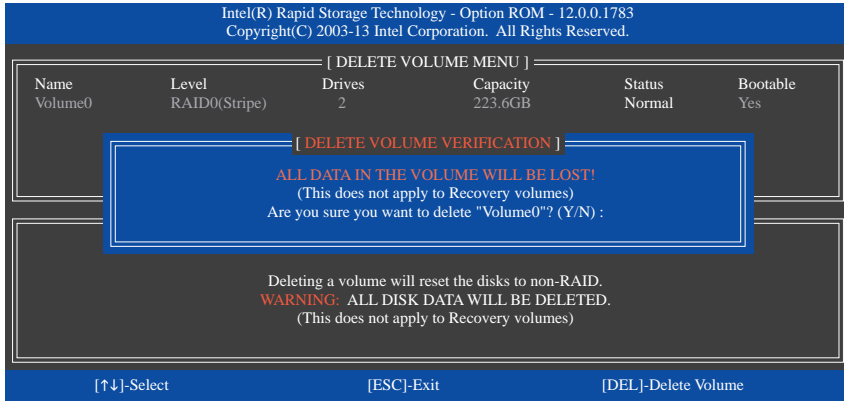 Intel(R) Rapid Storage Technology - Option ROM - 12.0.0.1783
Copyright(C) 2003-13 Intel Corporation. All Rights Reserved.
[ DELETE VOLUME MENU ]
Name Level Drives Capacity Status Bootable
Volume0 RAID0(Stripe) 2 223.6GB Normal Yes
[ DELETE VOLUME VERIFICATION ]
ALL DATA IN THE VOLUME WILL BE LOST!
(This does not apply to Recovery volumes)
Are you sure you want to delete "Volume0"? (Y/N) :
Deleting a volume will reset the disks to non-RAID.
WARNING: ALL DISK DATA WILL BE DELETED.
(This does not apply to Recovery volumes)
[↑↓]-Select [ESC]-Exit [DEL]-Delete Volume